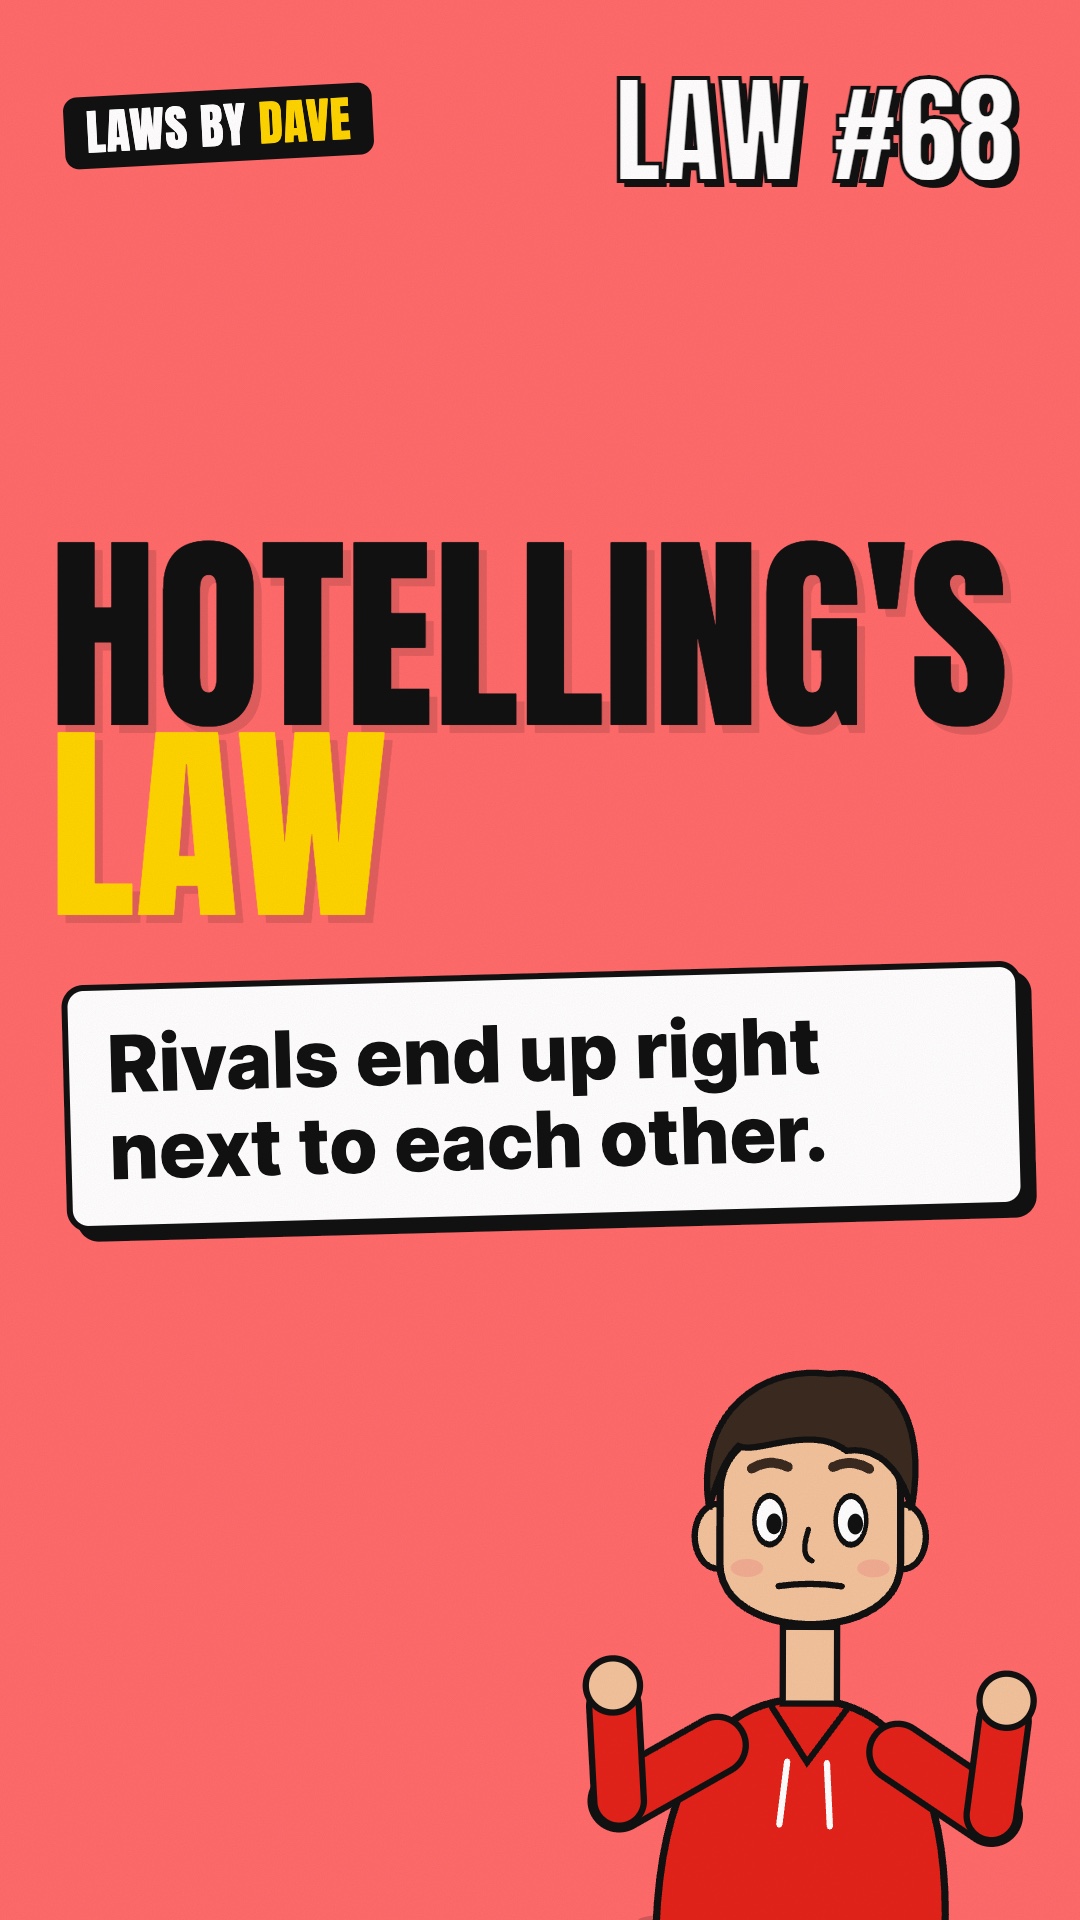 LAWS BY DAVE
LAW #68
HOTELLING'S
LAW
Rivals end up right
next to each other.